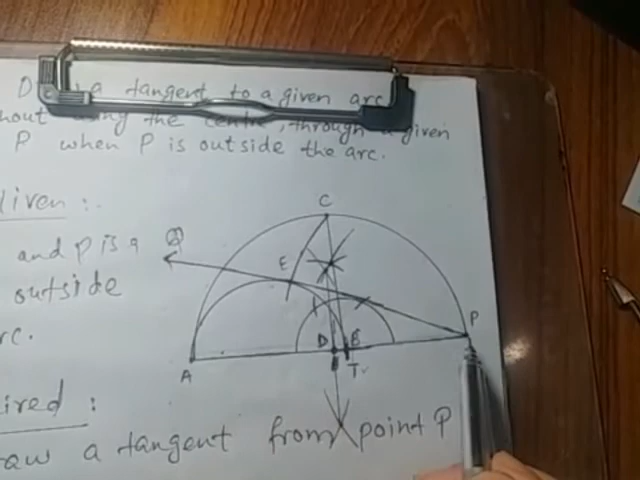 D a tangent to a given arc
the centre, through a given
P when P is outside the arc.
Given :-
and P is a
outside
rc.
C
Q
E
P
D
B
A
T
ired :
raw a tangent from point P